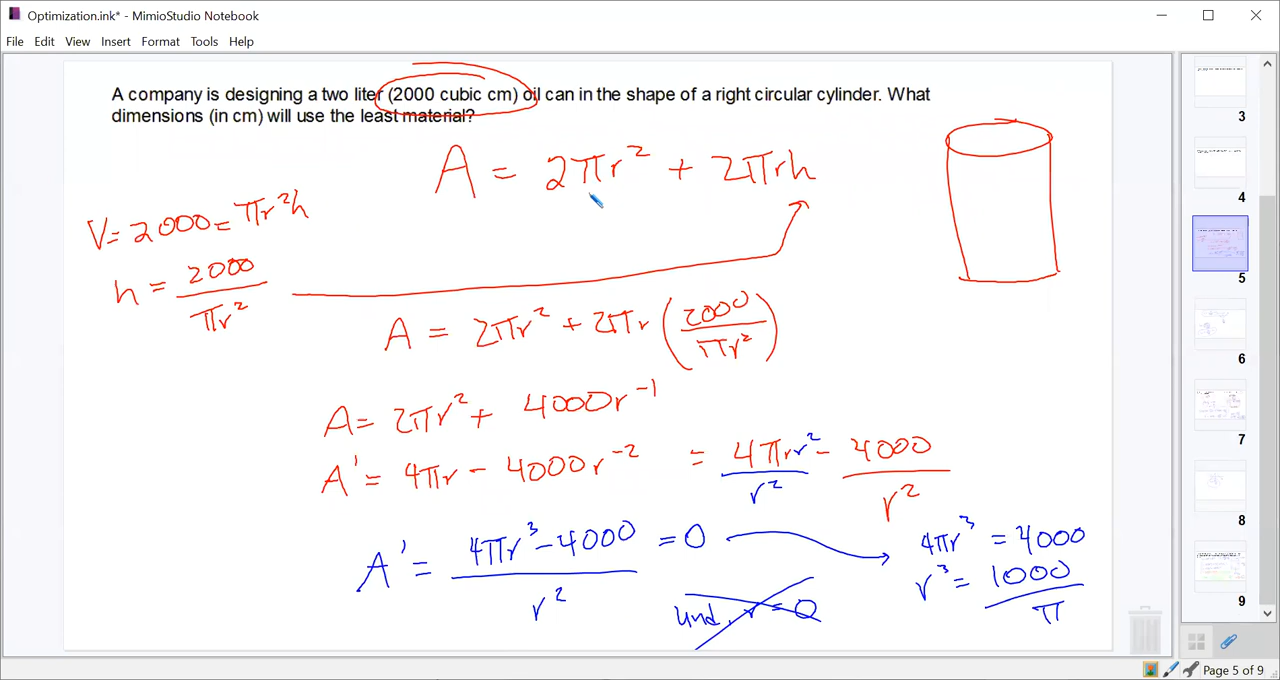 Optimization.ink* - MimioStudio Notebook
File Edit View Insert Format Tools Help
A company is designing a two liter (2000 cubic cm) oil can in the shape of a right circular cylinder. What
dimensions (in cm) will use the least material?
A = 2πr² + 2πrh
V = 2000 = πr²h
h = 2000/πr²
A = 2πr² + 2πr (2000/πr²)
A = 2πr² + 4000r⁻¹
A' = 4πr - 4000r⁻² = 4πr r²/r² - 4000/r²
A' = 4πr³ - 4000/r² = 0
4πr³ = 4000
r³ = 1000/π
und. r = 0
3
4
5
6
7
8
9
Page 5 of 9